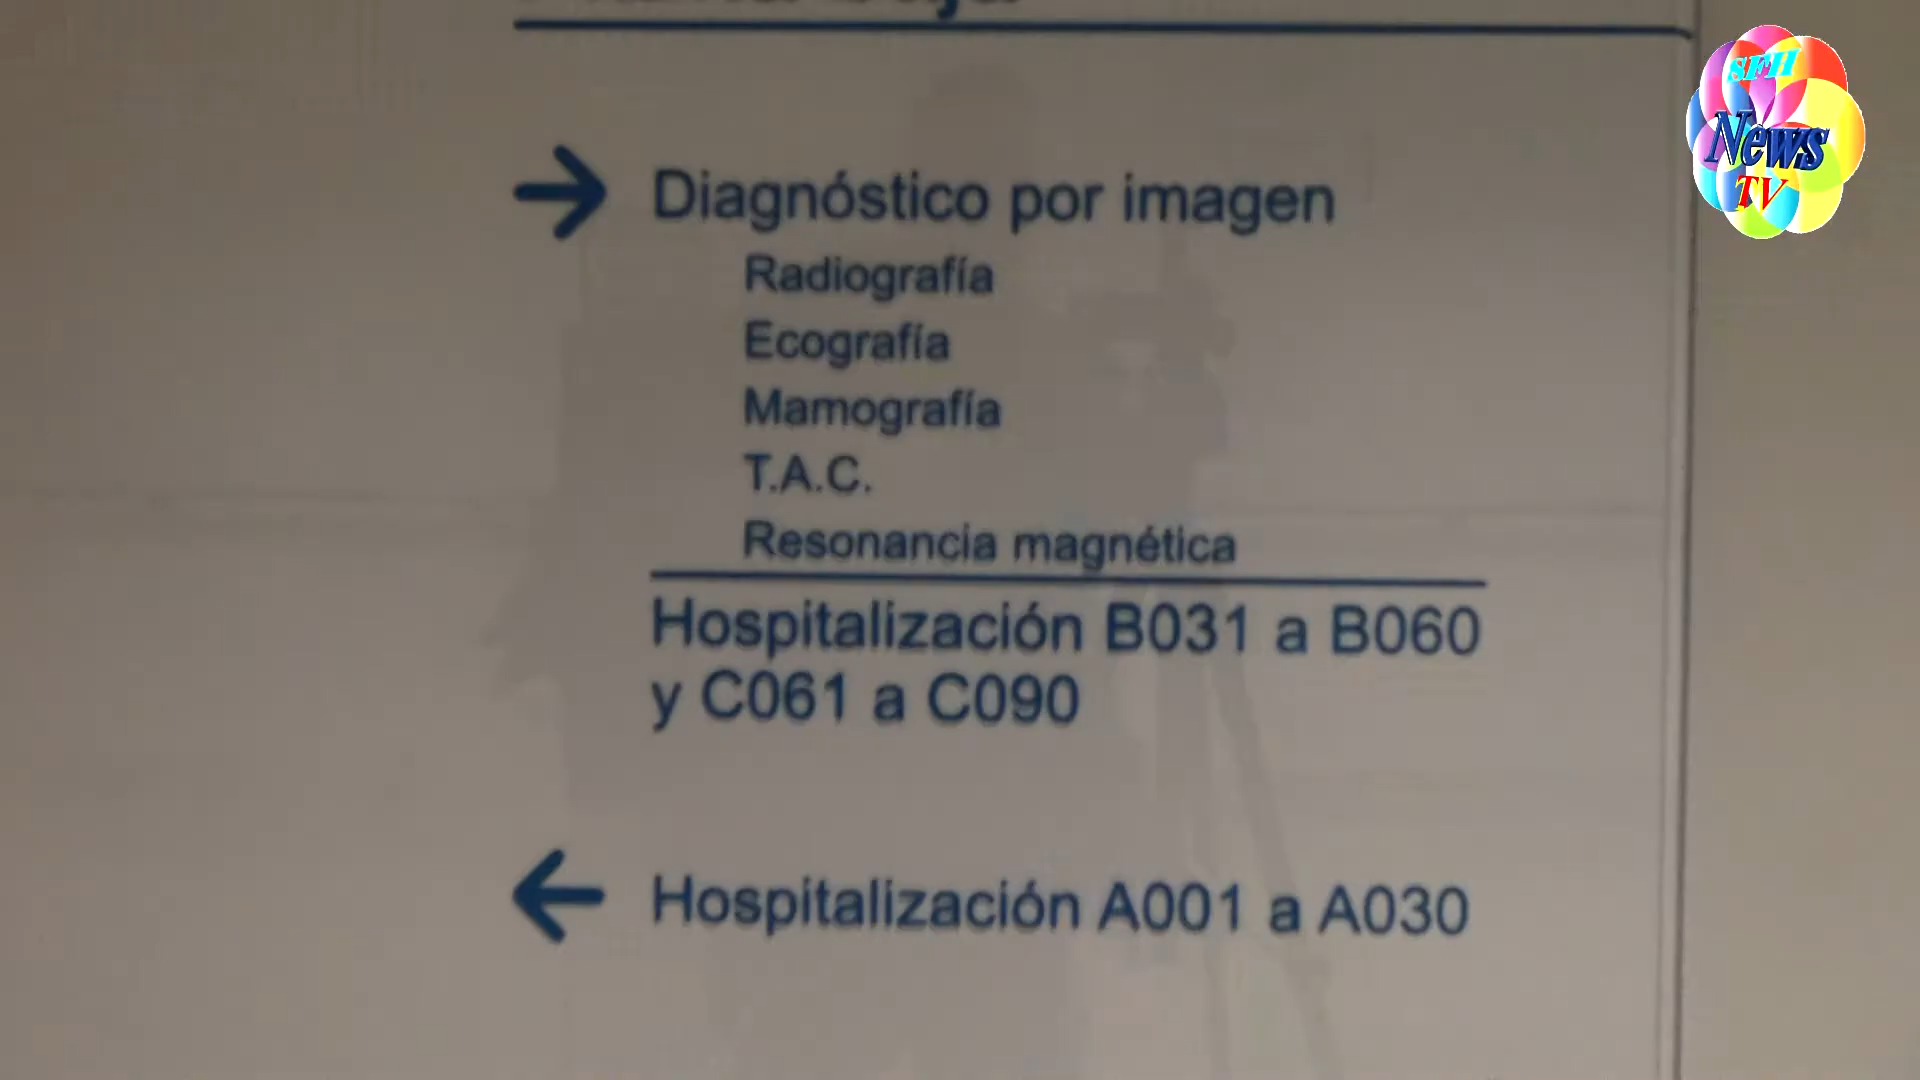 SFH
News
TV
Diagnóstico por imagen
Radiografía
Ecografía
Mamografía
T.A.C.
Resonancia magnética
Hospitalización B031 a B060
y C061 a C090
Hospitalización A001 a A030